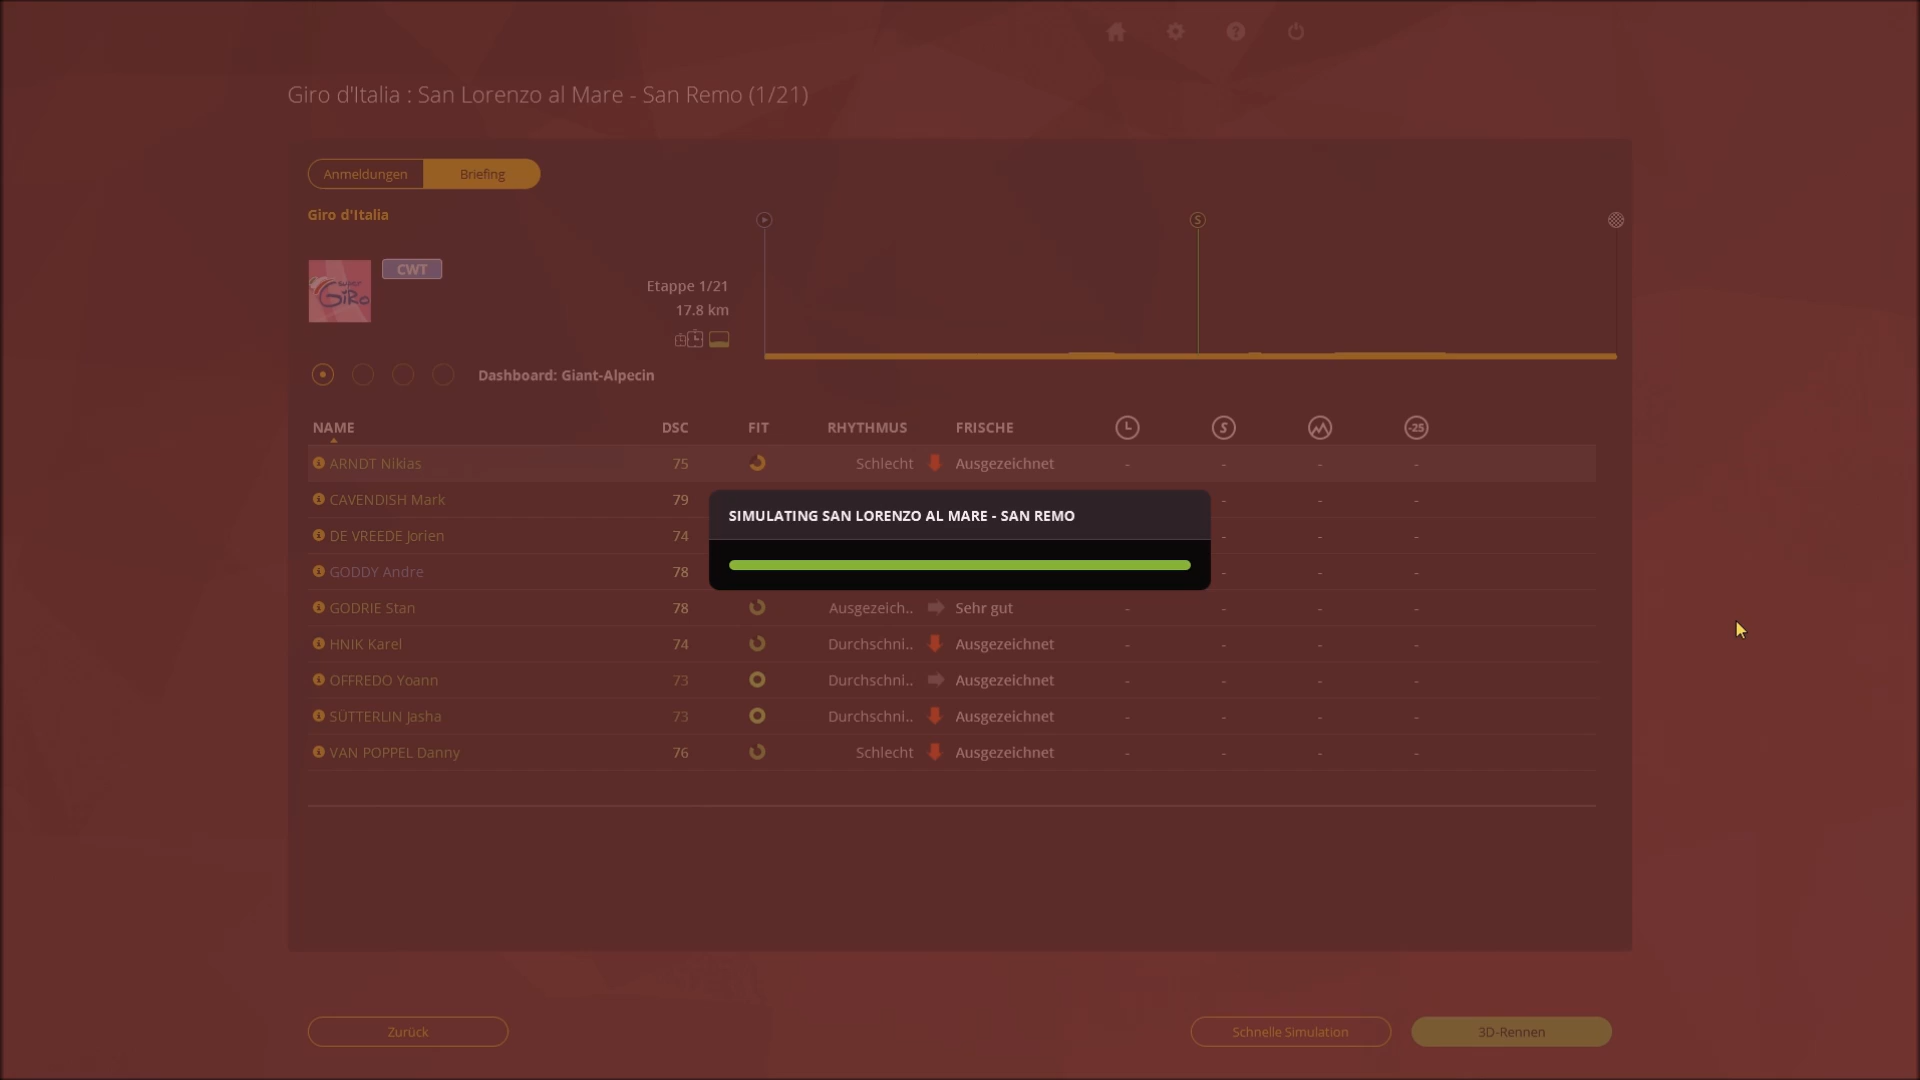 Giro d'Italia : San Lorenzo al Mare - San Remo (1/21)
Anmeldungen Briefing
Giro d'Italia
S
CWT
GIRO
Etappe 1/21
17.8 km
Dashboard: Giant-Alpecin
NAME DSC FIT RHYTHMUS FRISCHE S -25
ARNDT Niklas 75 Schlecht Ausgezeichnet - - - -
CAVENDISH Mark 79 - - -
DE VREEDE Jorien 74 - - -
GODDY Andre 78 - - -
GODRIE Stan 78 Ausgezeich.. Sehr gut - - - -
HNIK Karel 74 Durchschni.. Ausgezeichnet - - - -
OFFREDO Yoann 73 Durchschni.. Ausgezeichnet - - - -
SÜTTERLIN Jasha 73 Durchschni.. Ausgezeichnet - - - -
VAN POPPEL Danny 76 Schlecht Ausgezeichnet - - - -
SIMULATING SAN LORENZO AL MARE - SAN REMO
Zurück Schnelle Simulation 3D-Rennen